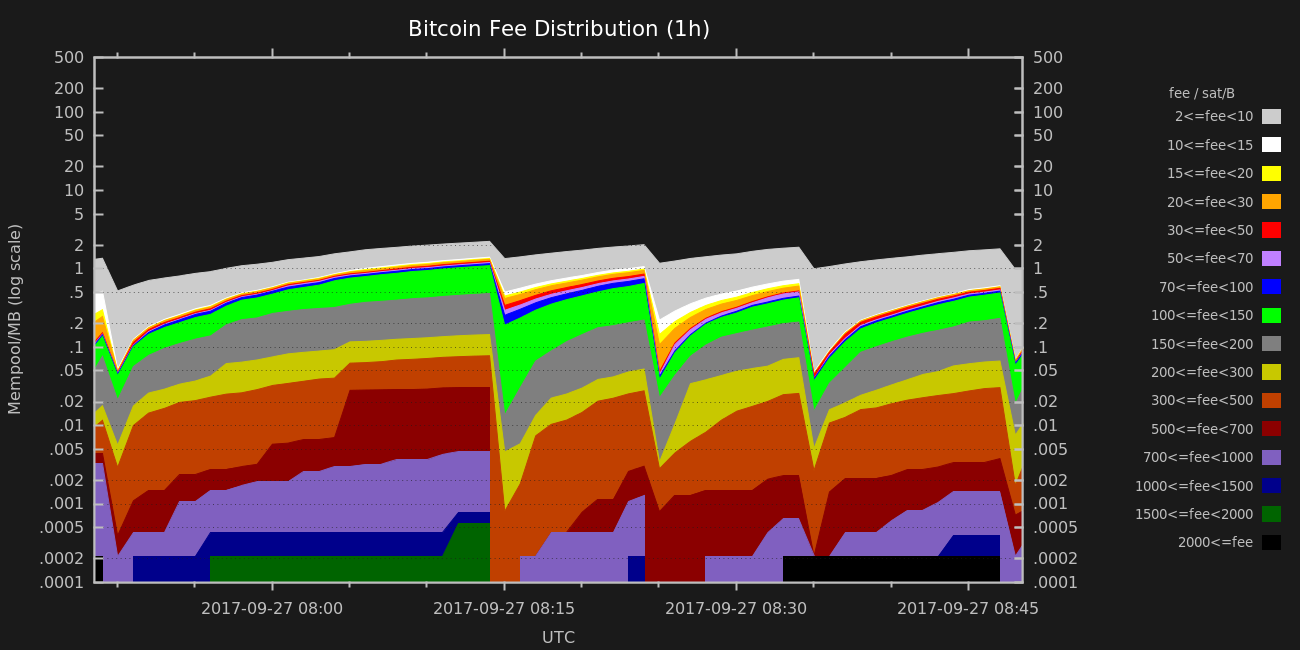 Bitcoin Fee Distribution (1h)
500 500
200 200
100 100
50 50
20 20
10 10
5 5
2 2
1 1
.5 .5
.2 .2
.1 .1
.05 .05
.02 .02
.01 .01
.005 .005
.002 .002
.001 .001
.0005 .0005
.0002 .0002
.0001 .0001
Mempool/MB (log scale)
2017-09-27 08:00 2017-09-27 08:15 2017-09-27 08:30 2017-09-27 08:45
UTC
fee / sat/B
2<=fee<10
10<=fee<15
15<=fee<20
20<=fee<30
30<=fee<50
50<=fee<70
70<=fee<100
100<=fee<150
150<=fee<200
200<=fee<300
300<=fee<500
500<=fee<700
700<=fee<1000
1000<=fee<1500
1500<=fee<2000
2000<=fee